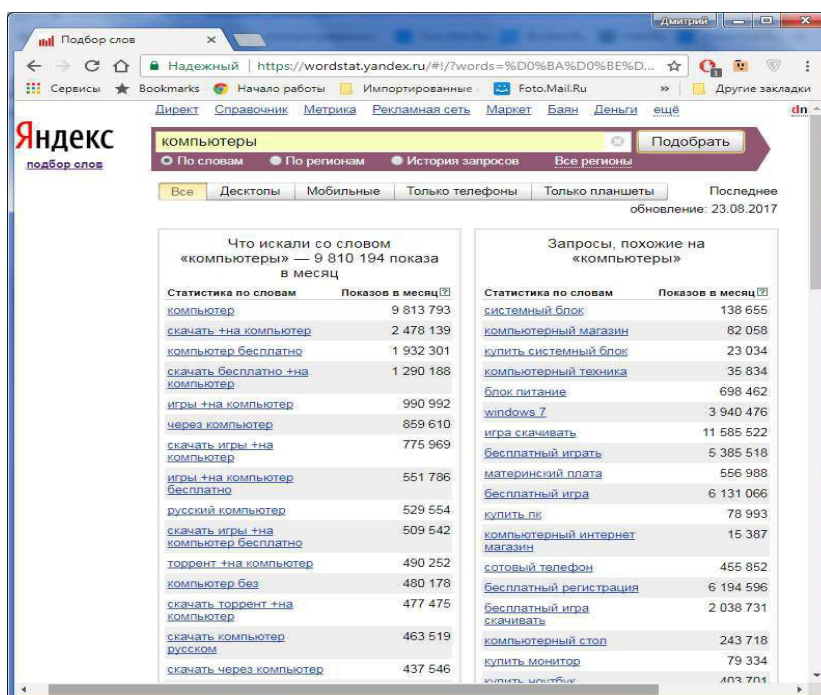 Дмитрий
Подбор слов
Надежный | https://wordstat.yandex.ru/#!/?words=%D0%BA%D0%BE%D...
Сервисы Bookmarks Начало работы Импортированные Foto.Mail.Ru » Другие закладки
Директ Справочник Метрика Рекламная сеть Маркет Баян Деньги ещё dn
Яндекс
подбор слов
компьютеры Подобрать
По словам По регионам История запросов Все регионы
Все Десктопы Мобильные Только телефоны Только планшеты Последнее
обновление: 23.08.2017
Что искали со словом
«компьютеры» — 9 810 194 показа
в месяц
Статистика по словам Показов в месяц ?
компьютер 9 813 793
скачать +на компьютер 2 478 139
компьютер бесплатно 1 932 301
скачать бесплатно +на 1 290 188
компьютер
игры +на компьютер 990 992
через компьютер 859 610
скачать игры +на 775 969
компьютер
игры +на компьютер 551 786
бесплатно
русский компьютер 529 554
скачать игры +на 509 542
компьютер бесплатно
торрент +на компьютер 490 252
компьютер без 480 178
скачать торрент +на 477 475
компьютер
скачать компьютер 463 519
русском
скачать через компьютер 437 546
Запросы, похожие на
«компьютеры»
Статистика по словам Показов в месяц ?
системный блок 138 655
компьютерный магазин 82 058
купить системный блок 23 034
компьютерный техника 35 834
блок питание 698 462
windows 7 3 940 476
игра скачивать 11 585 522
бесплатный играть 5 385 518
материнский плата 556 988
бесплатный игра 6 131 066
купить пк 78 993
компьютерный интернет 15 387
магазин
сотовый телефон 455 852
бесплатный регистрация 6 194 596
бесплатный игра 2 038 731
скачивать
компьютерный стол 243 718
купить монитор 79 334
купить ноутбук 403 701